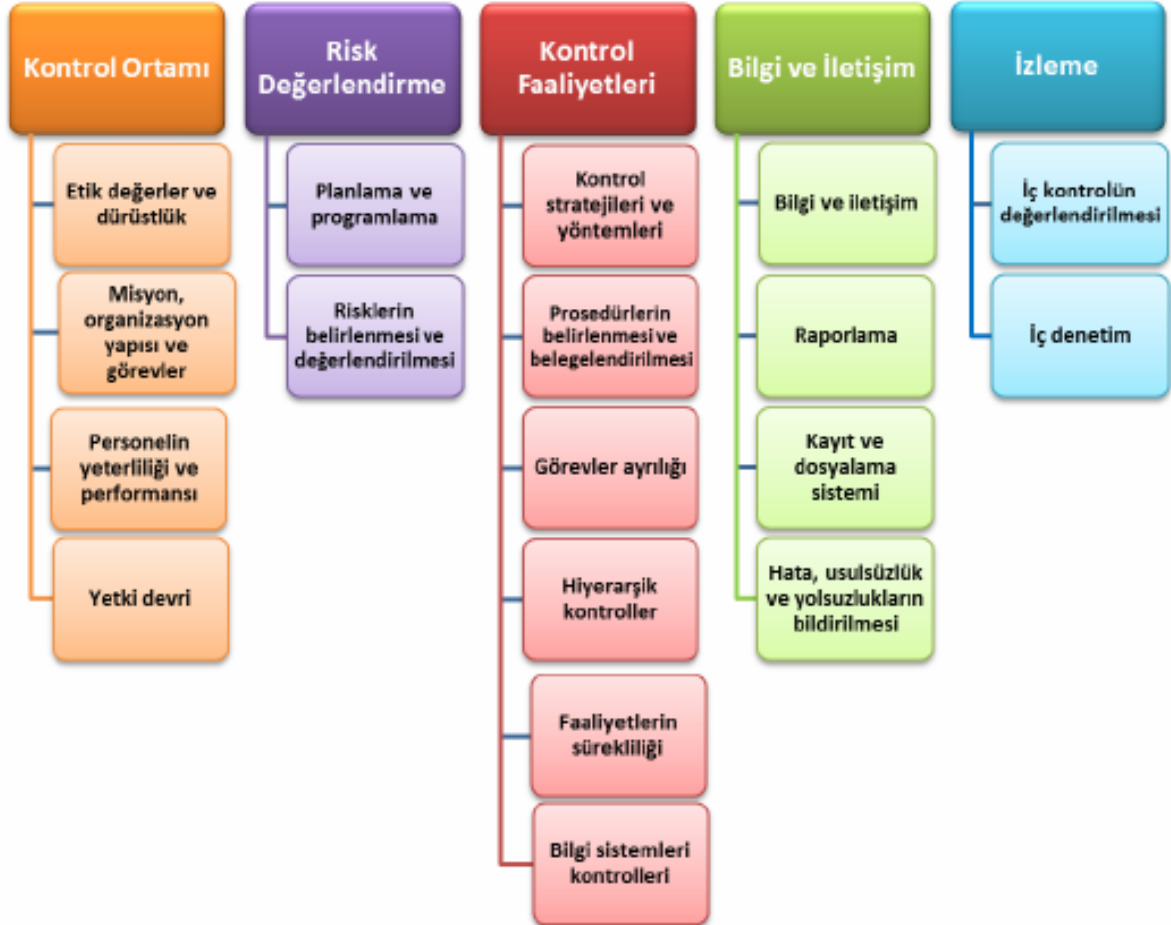 Kontrol Ortamı
Etik değerler ve
dürüstlük
Misyon,
organizasyon
yapısı ve
görevler
Personelin
yeterliliği ve
performansı
Yetki devri
Risk
Değerlendirme
Planlama ve
programlama
Risklerin
belirlenmesi ve
değerlendirilmesi
Kontrol
Faaliyetleri
Kontrol
stratejileri ve
yöntemleri
Prosedürlerin
belirlenmesi ve
belegelendirilmesi
Görevler ayrılığı
Hiyerarşik
kontroller
Faaliyetlerin
sürekliliği
Bilgi sistemleri
kontrolleri
Bilgi ve İletişim
Bilgi ve iletişim
Raporlama
Kayıt ve
dosyalama
sistemi
Hata, usulsüzlük
ve yolsuzlukların
bildirilmesi
İzleme
İç kontrolün
değerlendirilmesi
İç denetim